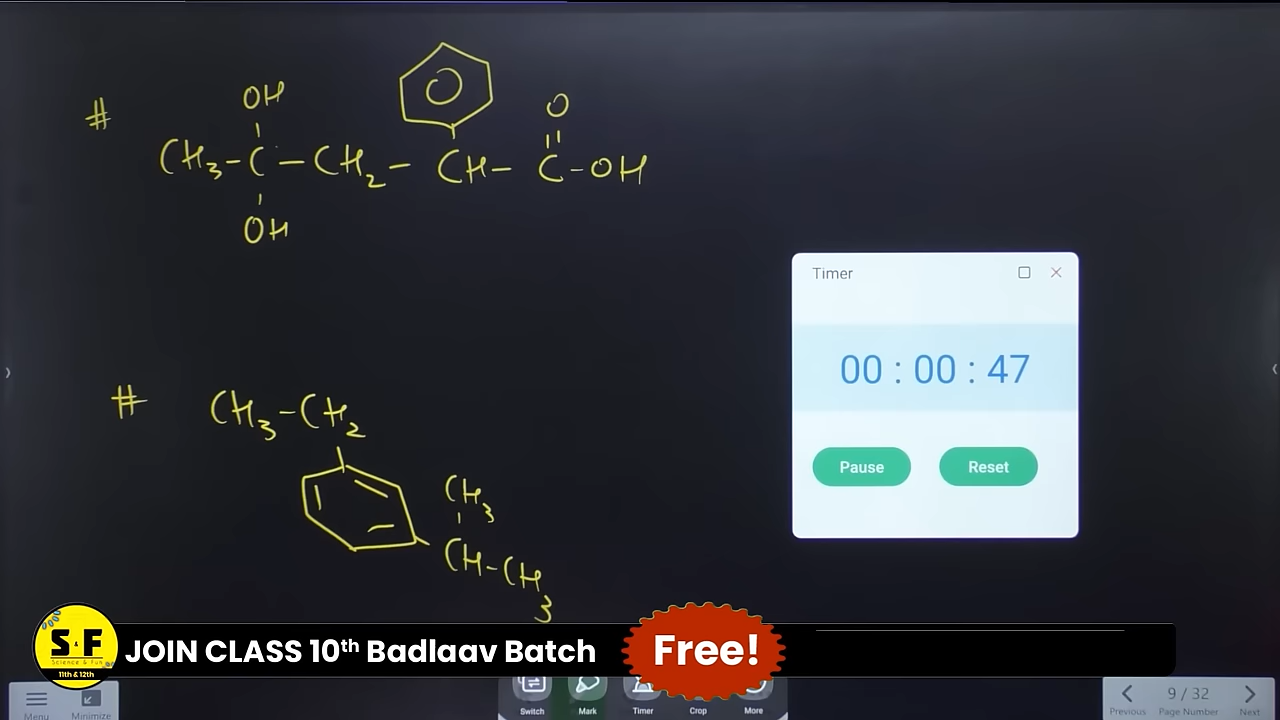 #
OH
O
CH3-C-CH2-CH-C-OH
OH
Timer
00 : 00 : 47
Pause Reset
# CH3-CH2
CH3
CH-CH3
S&F
Science & Fun
11th & 12th
JOIN CLASS 10th Badlaav Batch
Free!
Menu Minimize
Switch Mark Timer Crop More
Previous 9 / 32 Page Number Next